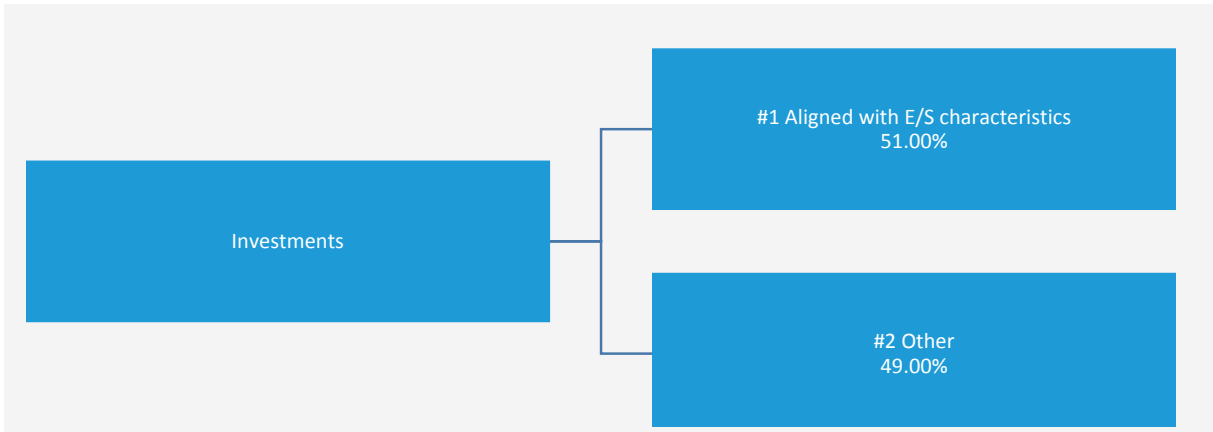 Investments
#1 Aligned with E/S characteristics
51.00%
#2 Other
49.00%